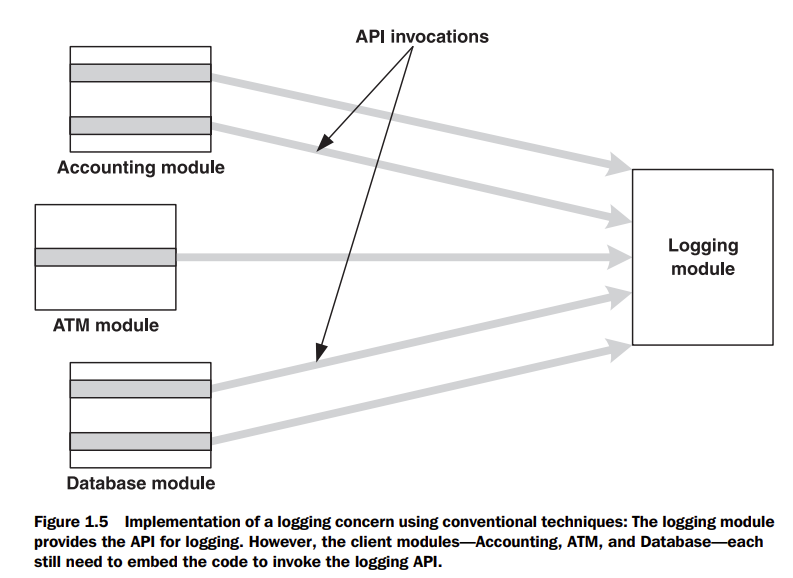 API invocations
Accounting module
Logging
module
ATM module
Database module
Figure 1.5 Implementation of a logging concern using conventional techniques: The logging module
provides the API for logging. However, the client modules—Accounting, ATM, and Database—each
still need to embed the code to invoke the logging API.